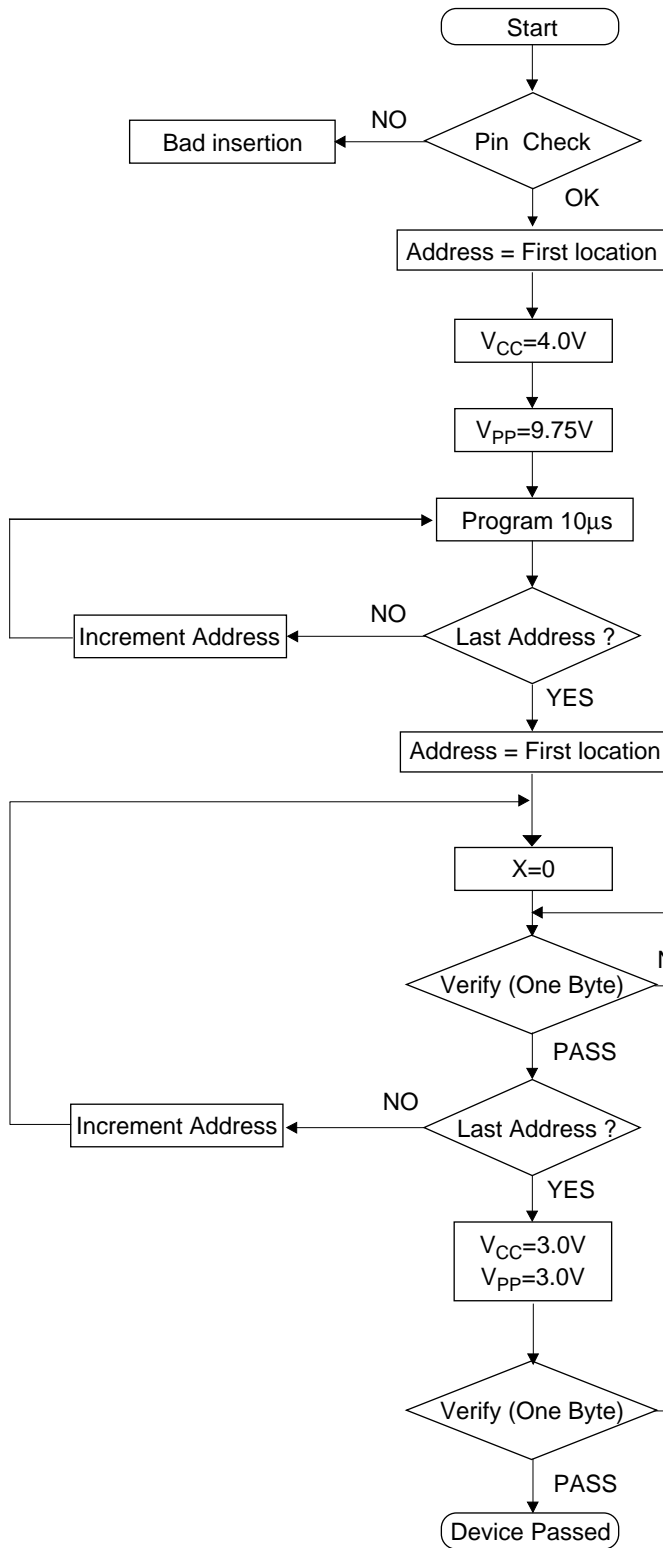 Start
NO
Bad insertion
Pin Check
OK
Address = First location
VCC=4.0V
VPP=9.75V
Program 10μs
NO
Increment Address
Last Address ?
YES
Address = First location
X=0
Verify (One Byte)
PASS
NO
Increment Address
Last Address ?
YES
VCC=3.0V
VPP=3.0V
Verify (One Byte)
PASS
Device Passed